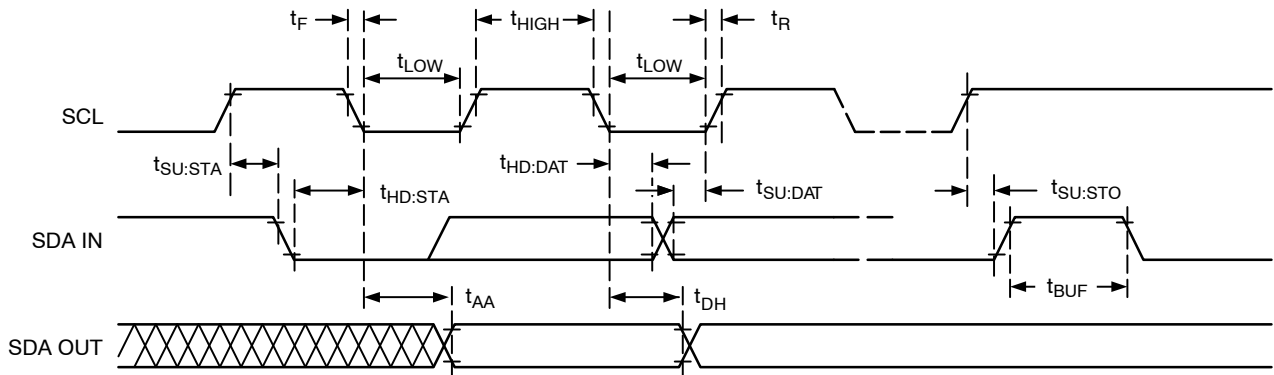 tF
tHIGH
tR
tLOW
tLOW
SCL
tSU:STA
tHD:STA
tHD:DAT
tSU:DAT
tSU:STO
SDA IN
tBUF
tAA
tDH
SDA OUT